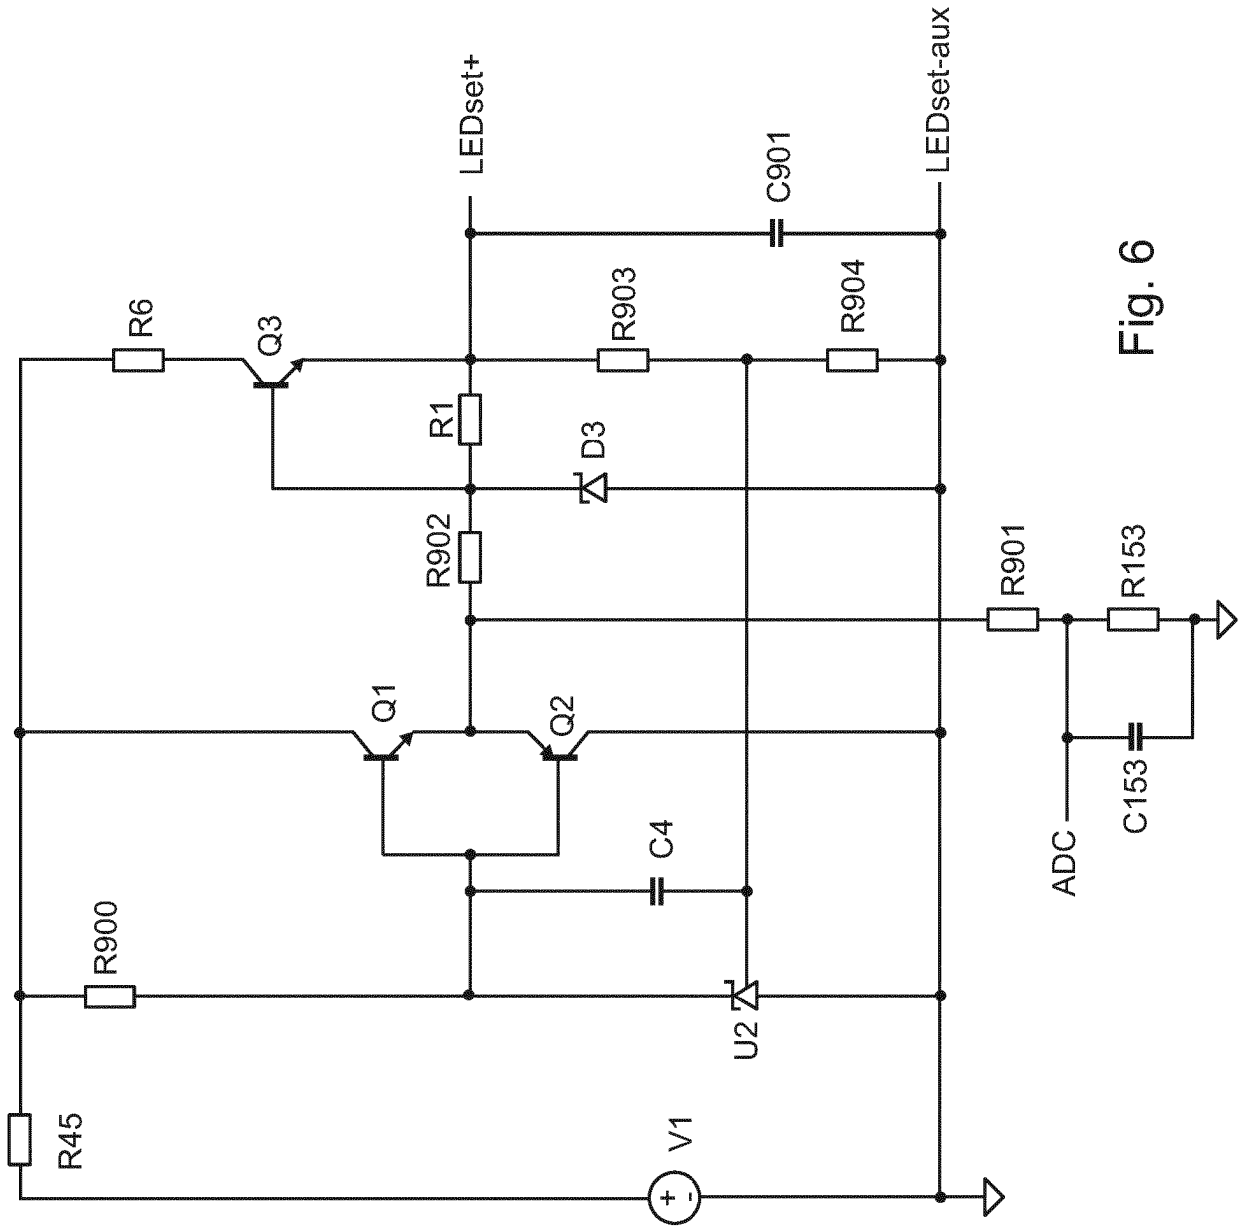 LEDset+
LEDset-aux
C901
Fig. 6
R6
Q3
R903
R904
R1
D3
R902
R901
R153
Q1
Q2
C4
C153
ADC
R900
U2
R45
V1
+
-